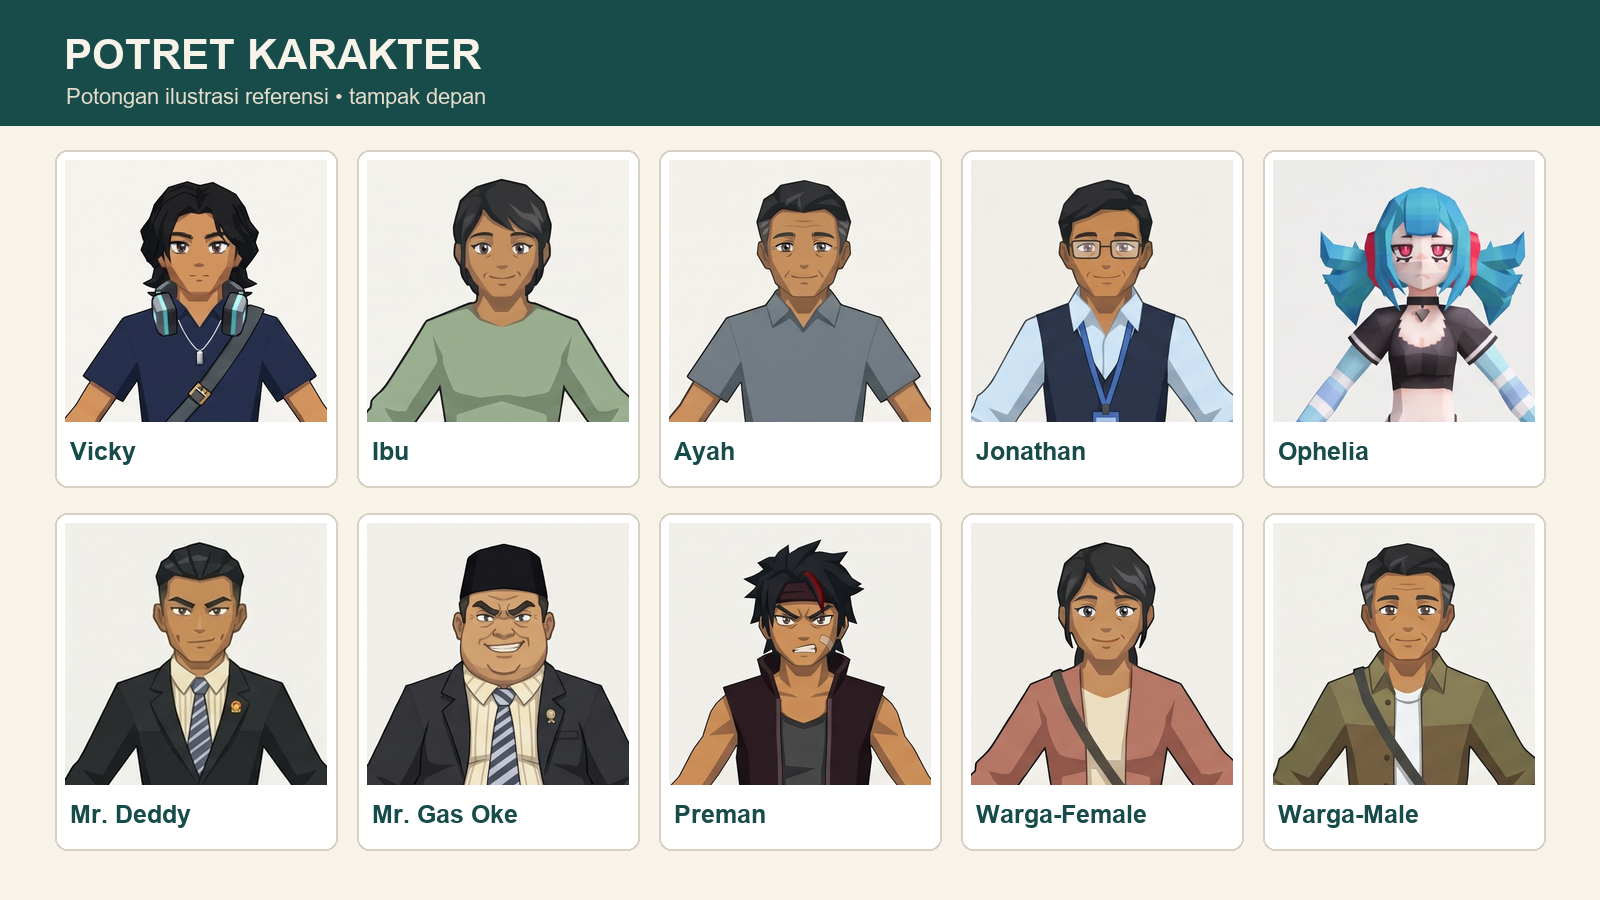 POTRET KARAKTER
Potongan ilustrasi referensi • tampak depan
Vicky
Ibu
Ayah
Jonathan
Ophelia
Mr. Deddy
Mr. Gas Oke
Preman
Warga-Female
Warga-Male